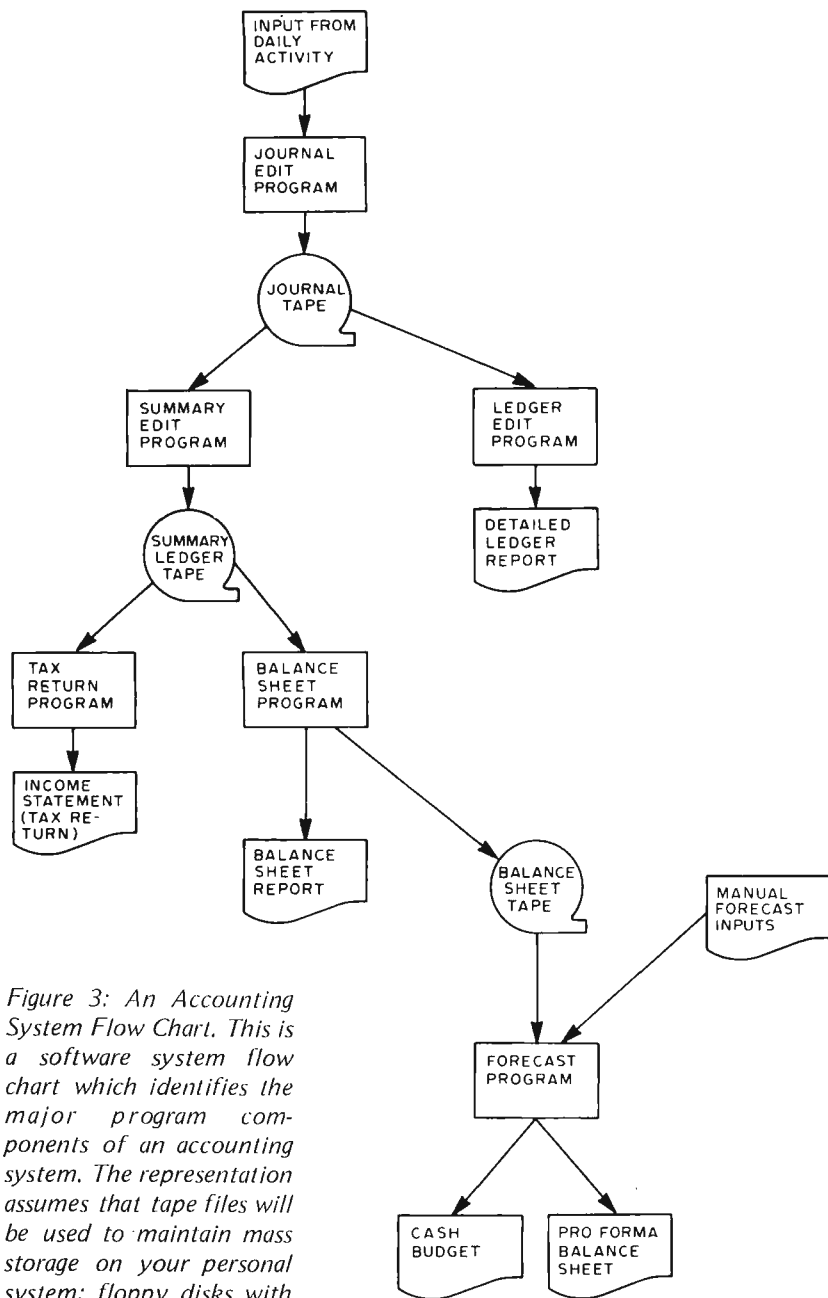 INPUT FROM
DAILY
ACTIVITY
JOURNAL
EDIT
PROGRAM
JOURNAL
TAPE
SUMMARY
EDIT
PROGRAM
LEDGER
EDIT
PROGRAM
SUMMARY
LEDGER
TAPE
DETAILED
LEDGER
REPORT
TAX
RETURN
PROGRAM
BALANCE
SHEET
PROGRAM
INCOME
STATEMENT
(TAX RE-
TURN)
BALANCE
SHEET
REPORT
BALANCE
SHEET
TAPE
MANUAL
FORECAST
INPUTS
FORECAST
PROGRAM
CASH
BUDGET
PRO FORMA
BALANCE
SHEET
Figure 3: An Accounting
System Flow Chart. This is
a software system flow
chart which identifies the
major program com-
ponents of an accounting
system. The representation
assumes that tape files will
be used to maintain mass
storage on your personal
system; floppy disks with